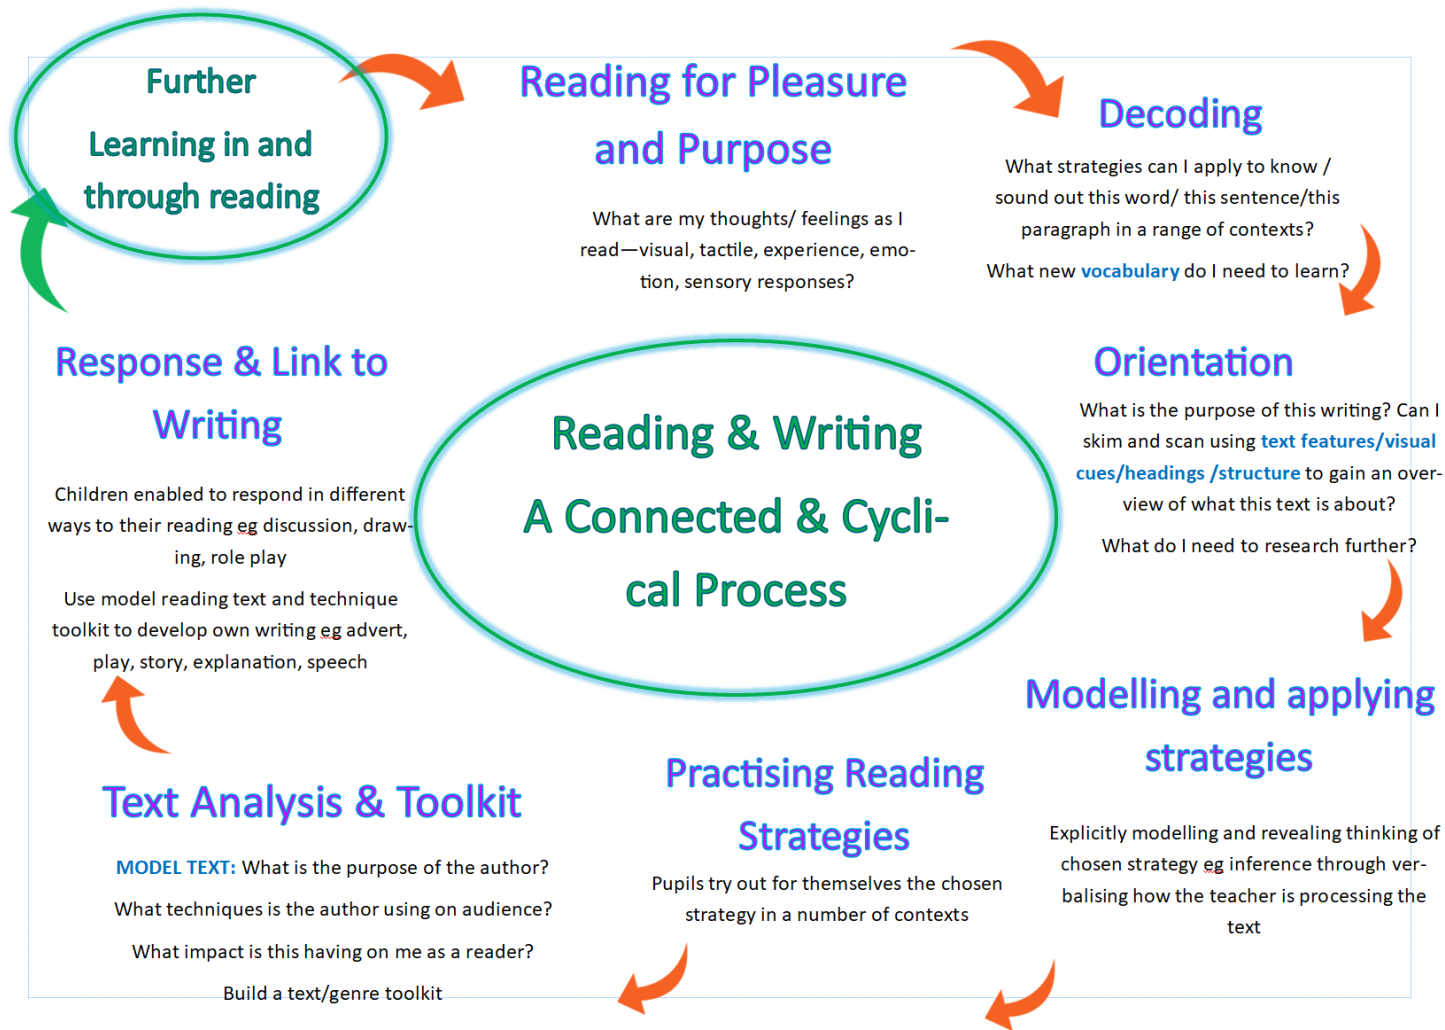 Further
Learning in and
through reading
Reading for Pleasure
and Purpose
What are my thoughts/ feelings as I
read—visual, tactile, experience, emo-
tion, sensory responses?
Decoding
What strategies can I apply to know /
sound out this word/ this sentence/this
paragraph in a range of contexts?
What new vocabulary do I need to learn?
Orientation
What is the purpose of this writing? Can I
skim and scan using text features/visual
cues/headings /structure to gain an over-
view of what this text is about?
What do I need to research further?
Modelling and applying
strategies
Explicitly modelling and revealing thinking of
chosen strategy eg inference through ver-
balising how the teacher is processing the
text
Practising Reading
Strategies
Pupils try out for themselves the chosen
strategy in a number of contexts
Text Analysis & Toolkit
MODEL TEXT: What is the purpose of the author?
What techniques is the author using on audience?
What impact is this having on me as a reader?
Build a text/genre toolkit
Response & Link to
Writing
Children enabled to respond in different
ways to their reading eg discussion, draw-
ing, role play
Use model reading text and technique
toolkit to develop own writing eg advert,
play, story, explanation, speech
Reading & Writing
A Connected & Cycli-
cal Process